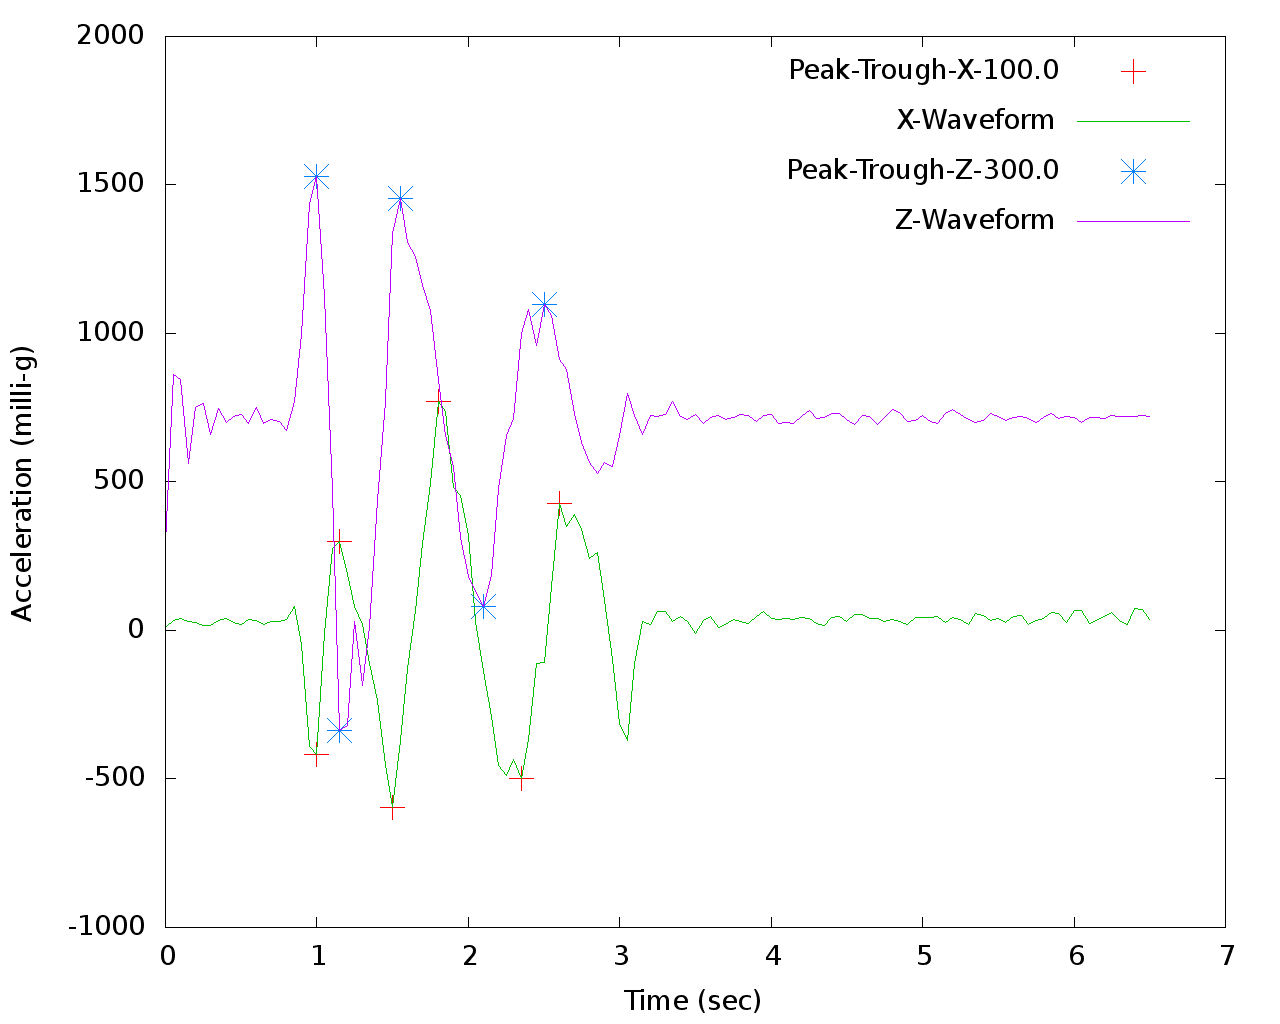 2000
1500
1000
500
0
-500
-1000
0 1 2 3 4 5 6 7
Acceleration (milli-g)
Time (sec)
Peak-Trough-X-100.0
X-Waveform
Peak-Trough-Z-300.0
Z-Waveform